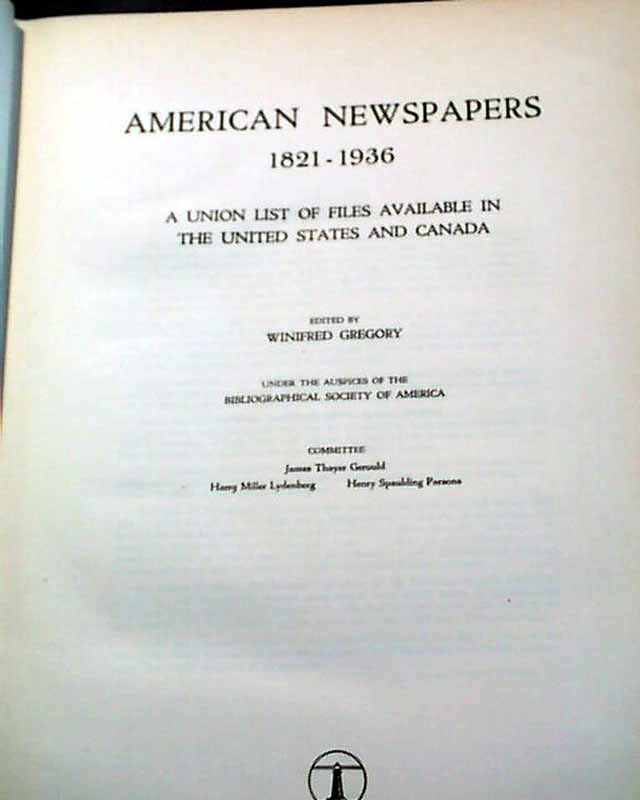 AMERICAN NEWSPAPERS
1821-1936
A UNION LIST OF FILES AVAILABLE IN
THE UNITED STATES AND CANADA
EDITED BY
WINIFRED GREGORY
UNDER THE AUSPICES OF THE
BIBLIOGRAPHICAL SOCIETY OF AMERICA
COMMITTEE
James Thayer Gerould
Harry Miller Lydenberg Henry Spaulding Parsons